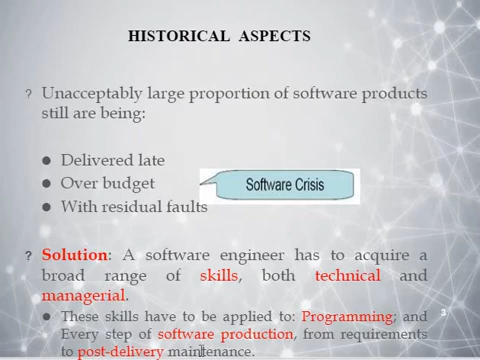 HISTORICAL ASPECTS
? Unacceptably large proportion of software products
still are being:
● Delivered late
● Over budget
Software Crisis
● With residual faults
? Solution: A software engineer has to acquire a
broad range of skills, both technical and
managerial.
● These skills have to be applied to: Programming; and
3
Every step of software production, from requirements
to post-delivery maintenance.